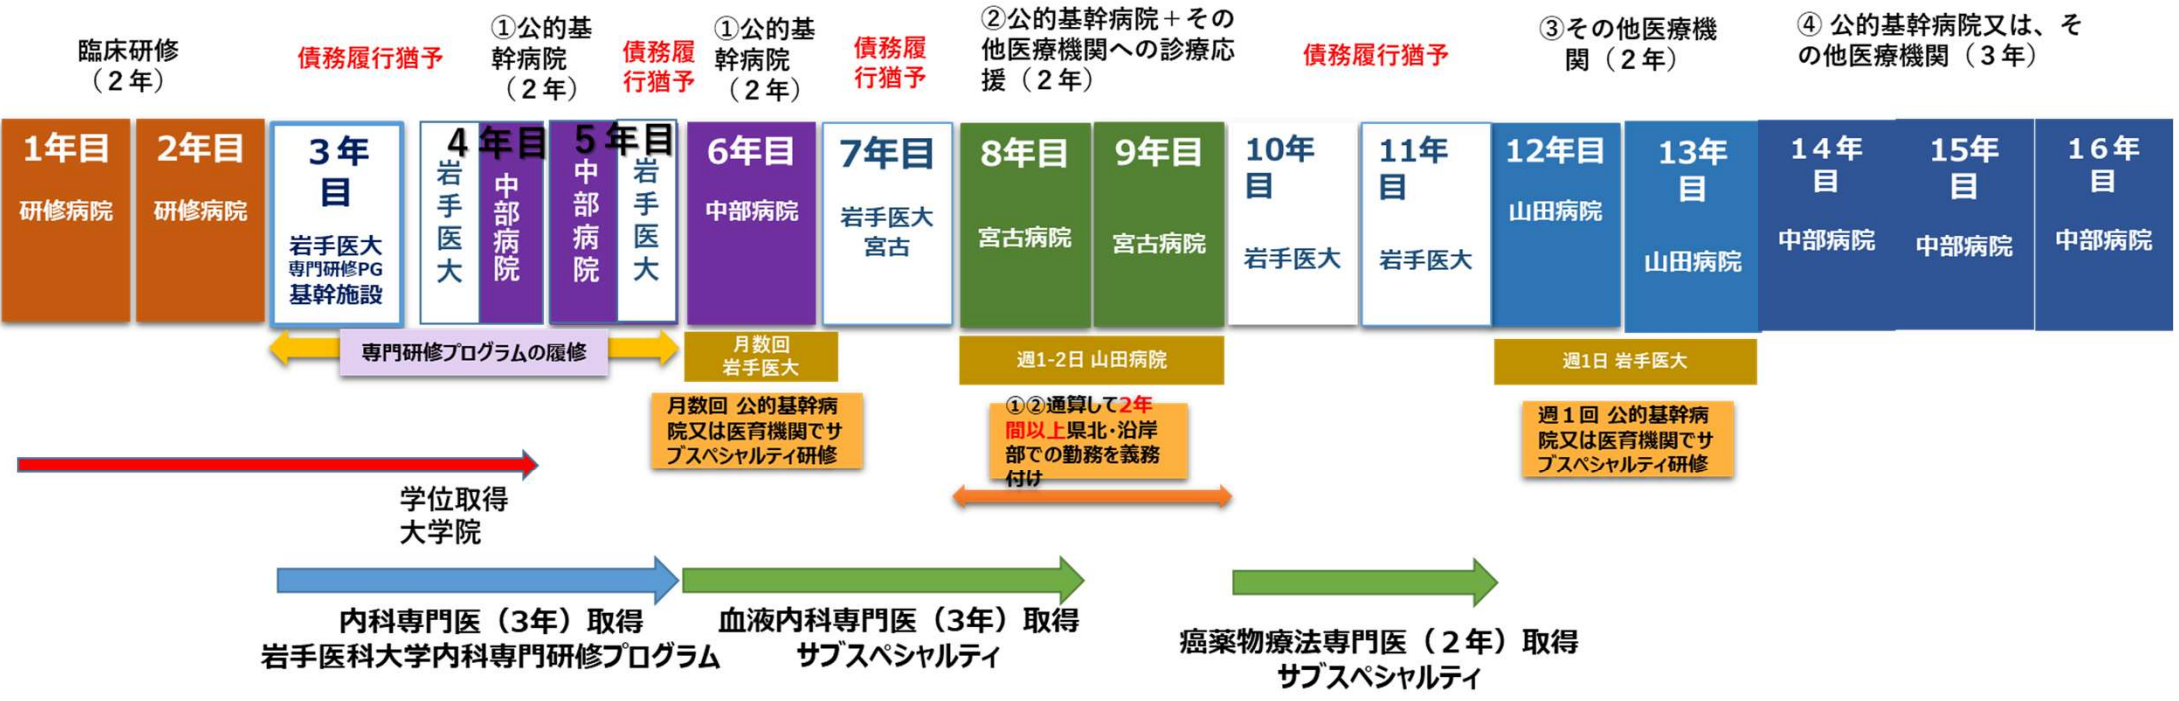 臨床研修
（２年）
債務履行猶予
①公的基
幹病院
（２年）
債務履
行猶予
①公的基
幹病院
（２年）
債務履
行猶予
②公的基幹病院＋その
他医療機関への診療応
援（２年）
債務履行猶予
③その他医療機
関（２年）
④ 公的基幹病院又は、そ
の他医療機関（３年）
1年目
研修病院
2年目
研修病院
３年
目
岩手医大
専門研修PG
基幹施設
４年目
岩手医大
中部病院
５年目
中部病院
岩手医大
6年目
中部病院
7年目
岩手医大
宮古
8年目
宮古病院
9年目
宮古病院
10年
目
岩手医大
11年
目
岩手医大
12年目
山田病院
13年
目
山田病院
１４年
目
中部病院
15年
目
中部病院
１６年
目
中部病院
専門研修プログラムの履修
月数回
岩手医大
週1-2日 山田病院
週1日 岩手医大
月数回 公的基幹病
院又は医育機関でサ
ブスペシャルティ研修
①②通算して2年
間以上県北･沿岸
部での勤務を義務
付け
週１回 公的基幹病
院又は医育機関でサ
ブスペシャルティ研修
学位取得
大学院
内科専門医（3年）取得
岩手医科大学内科専門研修プログラム
血液内科専門医（3年）取得
サブスペシャルティ
癌薬物療法専門医（２年）取得
サブスペシャルティ